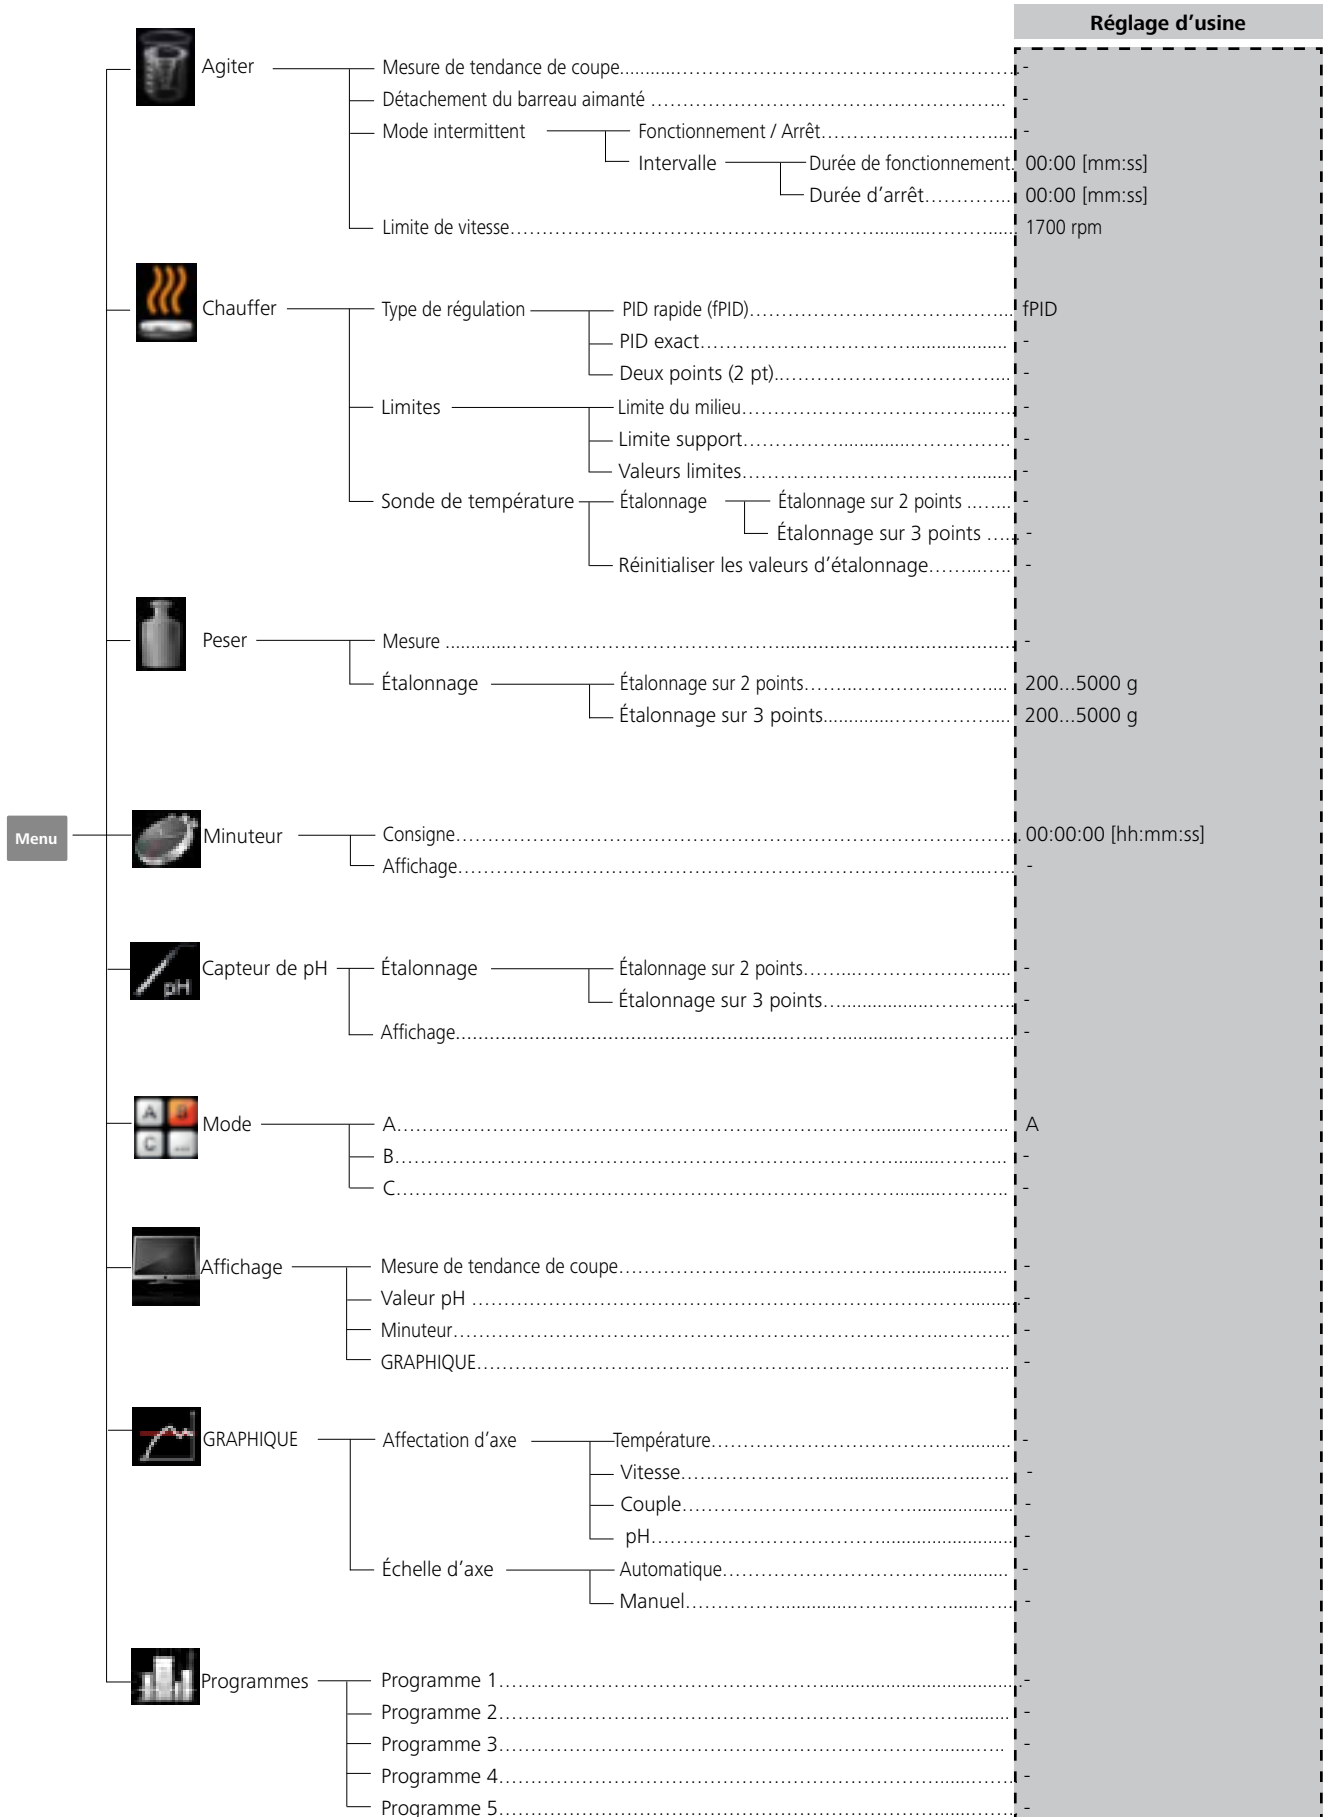 Réglage d'usine
Agiter
Mesure de tendance de coupe -
Détachement du barreau aimanté -
Mode intermittent Fonctionnement / Arrêt -
Intervalle Durée de fonctionnement 00:00 [mm:ss]
Durée d'arrêt 00:00 [mm:ss]
Limite de vitesse 1700 rpm
Chauffer Type de régulation PID rapide (fPID) fPID
PID exact -
Deux points (2 pt) -
Limites Limite du milieu -
Limite support -
Valeurs limites -
Sonde de température Étalonnage Étalonnage sur 2 points -
Étalonnage sur 3 points -
Réinitialiser les valeurs d'étalonnage -
Peser Mesure -
Étalonnage Étalonnage sur 2 points 200...5000 g
Étalonnage sur 3 points 200...5000 g
Menu
Minuteur Consigne 00:00:00 [hh:mm:ss]
Affichage -
pH
Capteur de pH Étalonnage Étalonnage sur 2 points -
Étalonnage sur 3 points -
Affichage -
A B
C ...
Mode A A
B -
C -
Affichage Mesure de tendance de coupe -
Valeur pH -
Minuteur -
GRAPHIQUE -
GRAPHIQUE Affectation d'axe Température -
Vitesse -
Couple -
pH -
Échelle d'axe Automatique -
Manuel -
Programmes Programme 1 -
Programme 2 -
Programme 3 -
Programme 4 -
Programme 5 -